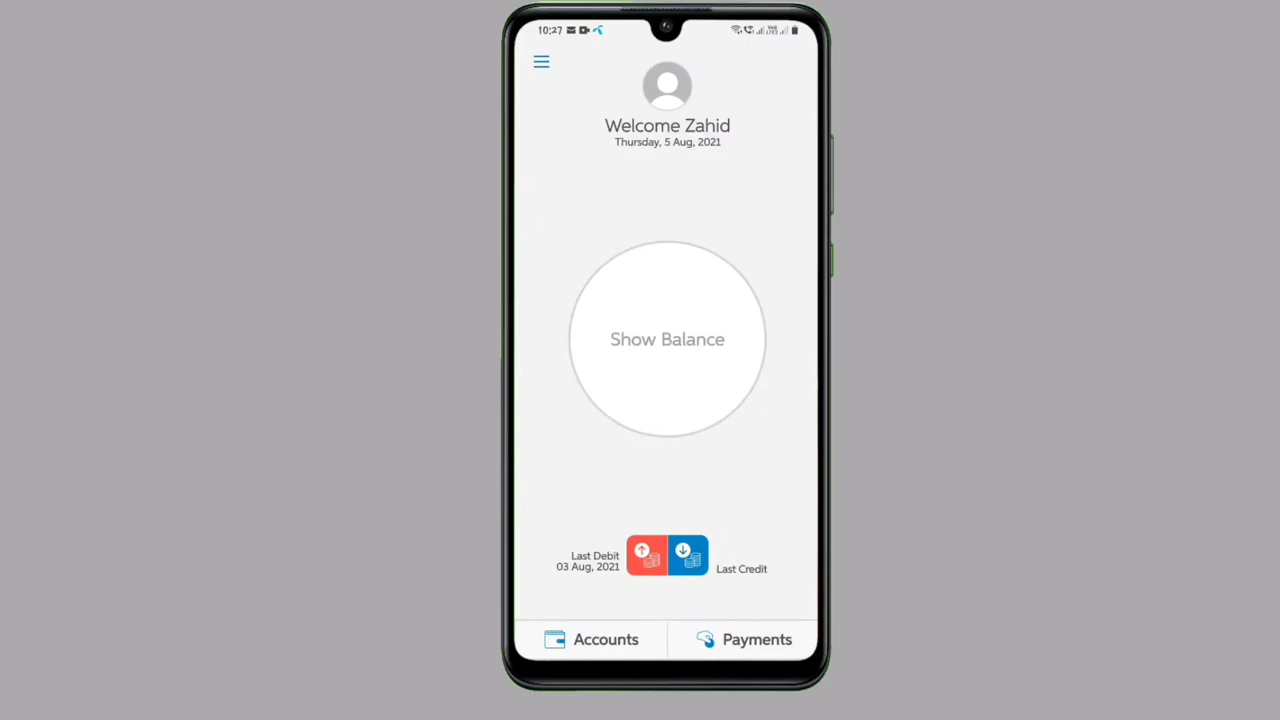 10:27
Welcome Zahid
Thursday, 5 Aug, 2021
Show Balance
Last Debit
03 Aug, 2021
Last Credit
Accounts
Payments